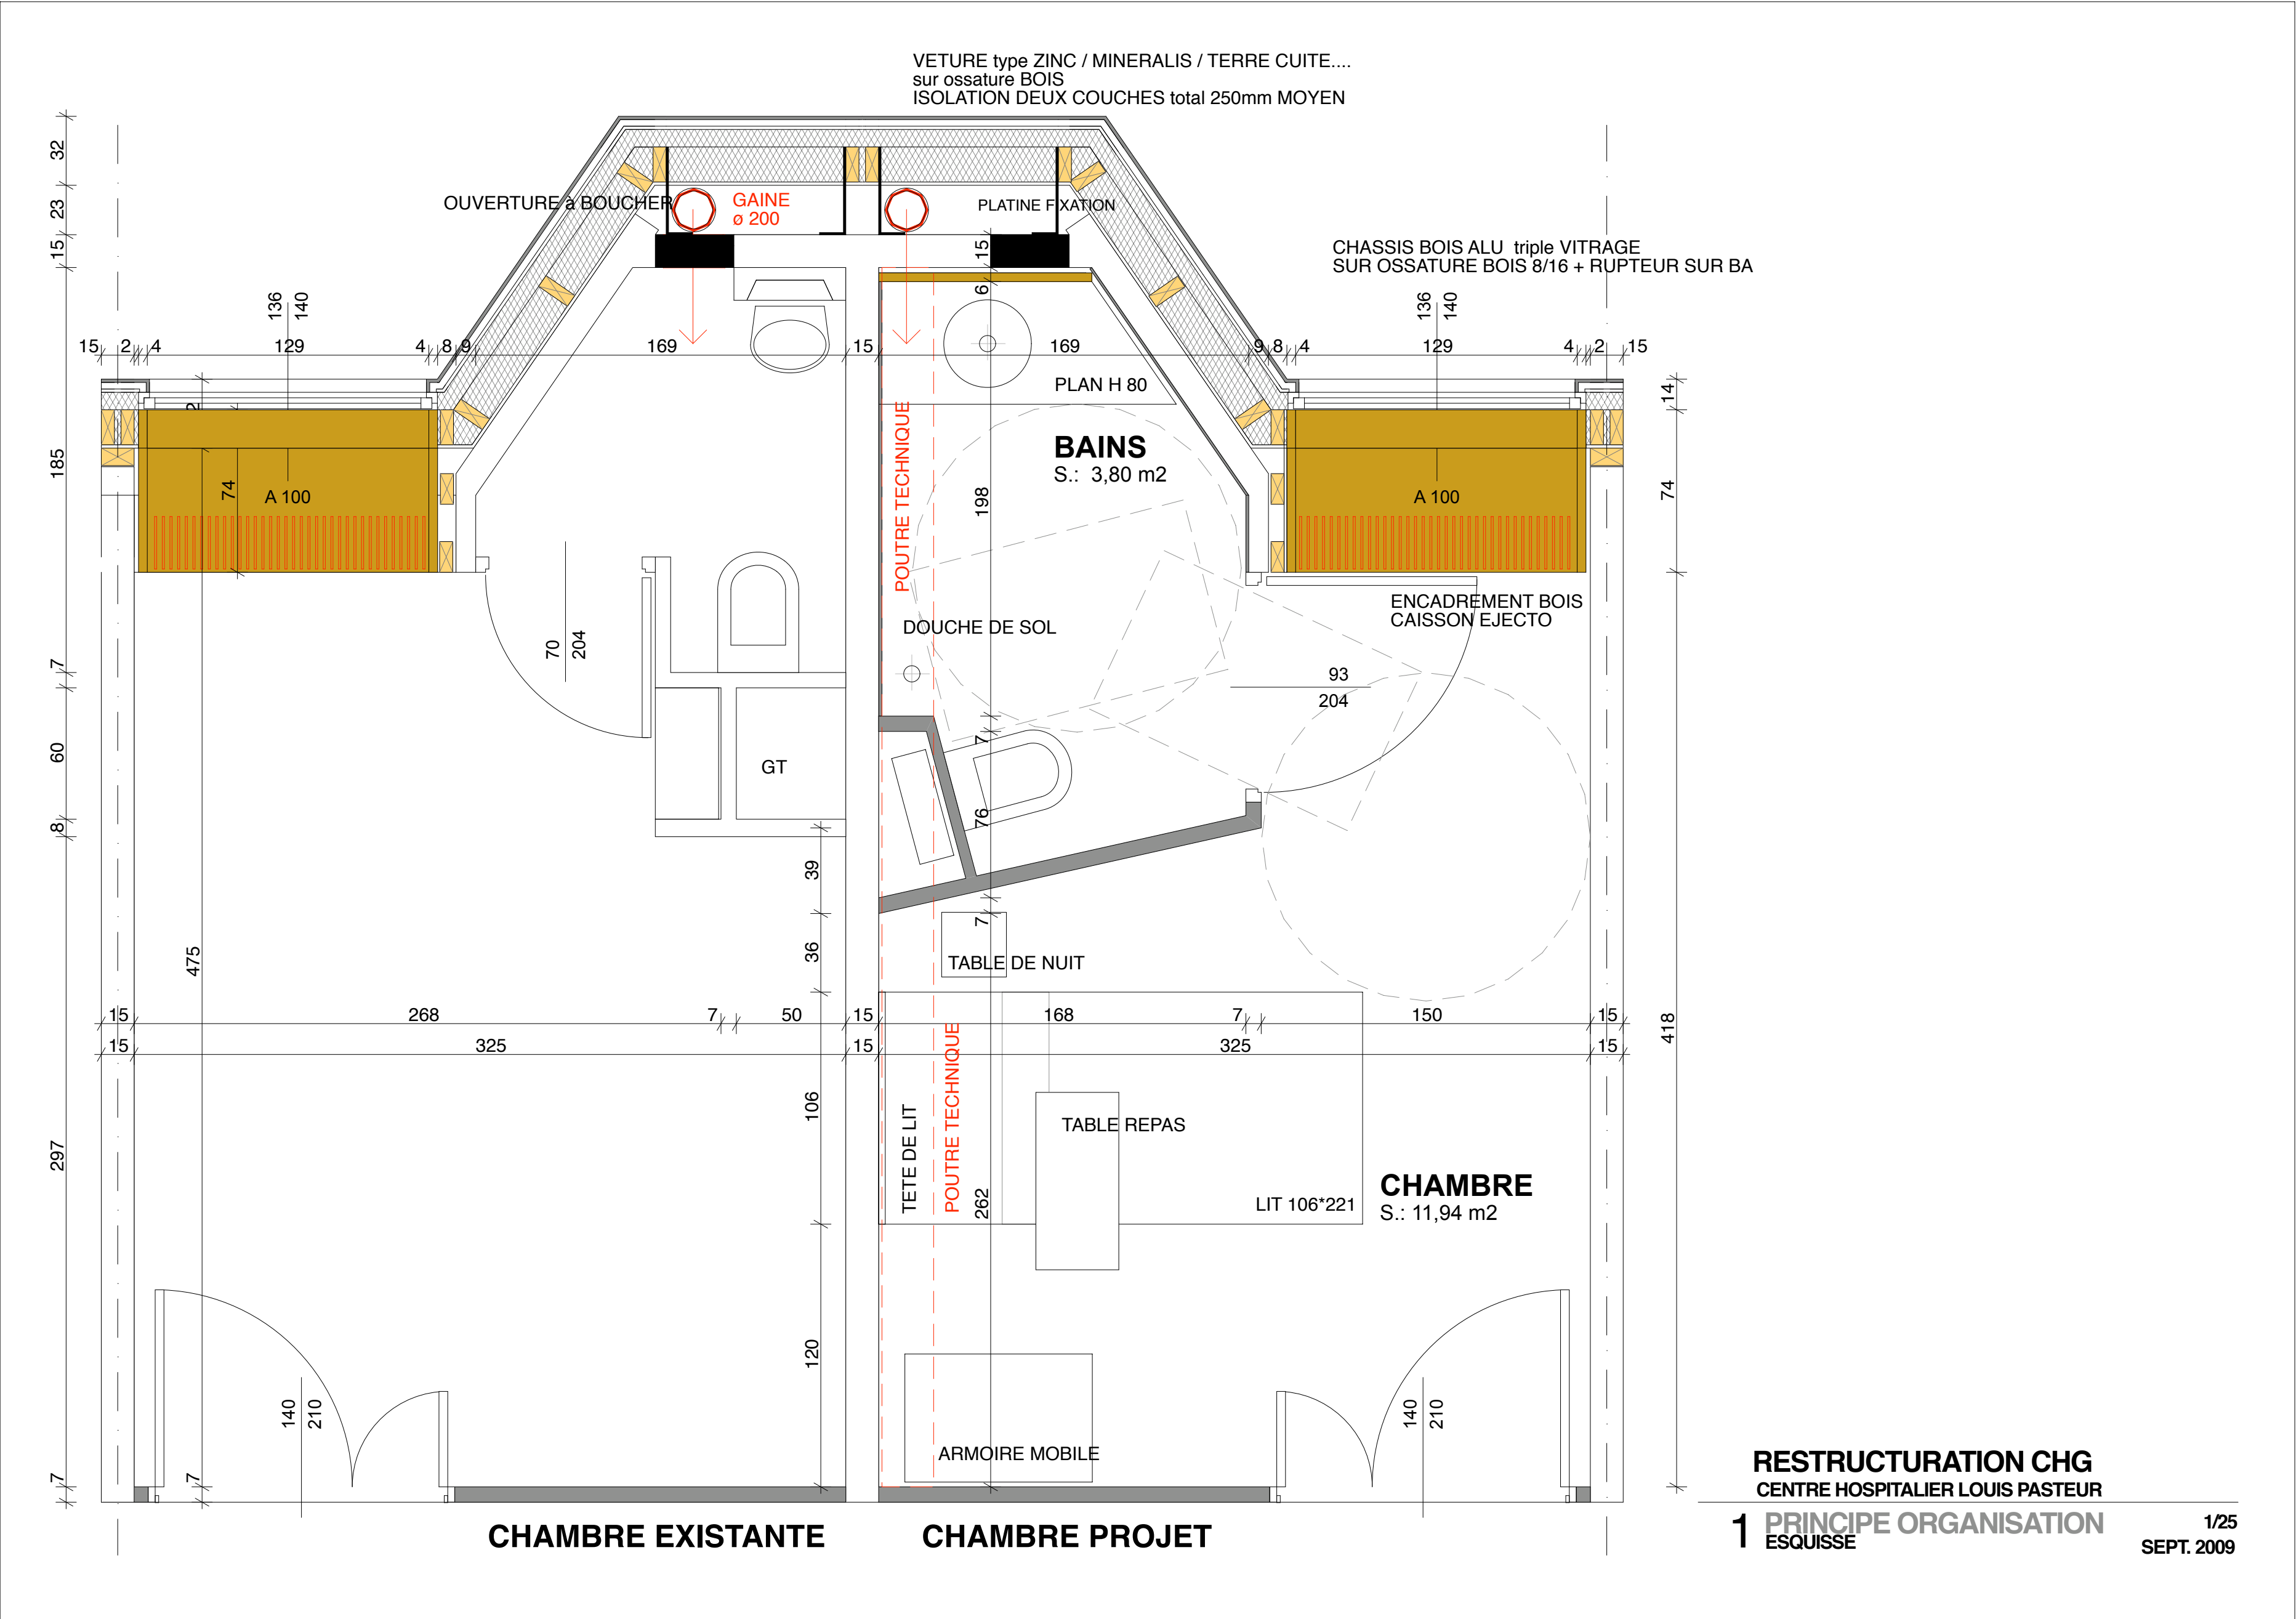 VETURE type ZINC / MINERALIS / TERRE CUITE....
sur ossature BOIS
ISOLATION DEUX COUCHES total 250mm MOYEN
OUVERTURE à BOUCHER
GAINE
ø 200
PLATINE FIXATION
CHASSIS BOIS ALU triple VITRAGE
SUR OSSATURE BOIS 8/16 + RUPTEUR SUR BA
32
23
15
185
7
60
8
297
7
136
140
15
6
136
140
15 2 4 129 4 8 9 169 15 169 9 8 4 129 4 2 15
2
74
A 100
475
7
PLAN H 80
BAINS
S.: 3,80 m2
POUTRE TECHNIQUE
198
A 100
14
74
418
70
204
DOUCHE DE SOL
ENCADREMENT BOIS
CAISSON EJECTO
93
204
GT
7
76
7
39
36
106
120
TABLE DE NUIT
15 268 7 50 15 168 7 150 15
15 325 15 325 15
TETE DE LIT
POUTRE TECHNIQUE
262
TABLE REPAS
LIT 106*221
CHAMBRE
S.: 11,94 m2
140
210
140
210
ARMOIRE MOBILE
CHAMBRE EXISTANTE
CHAMBRE PROJET
RESTRUCTURATION CHG
CENTRE HOSPITALIER LOUIS PASTEUR
1 PRINCIPE ORGANISATION
ESQUISSE
1/25
SEPT. 2009